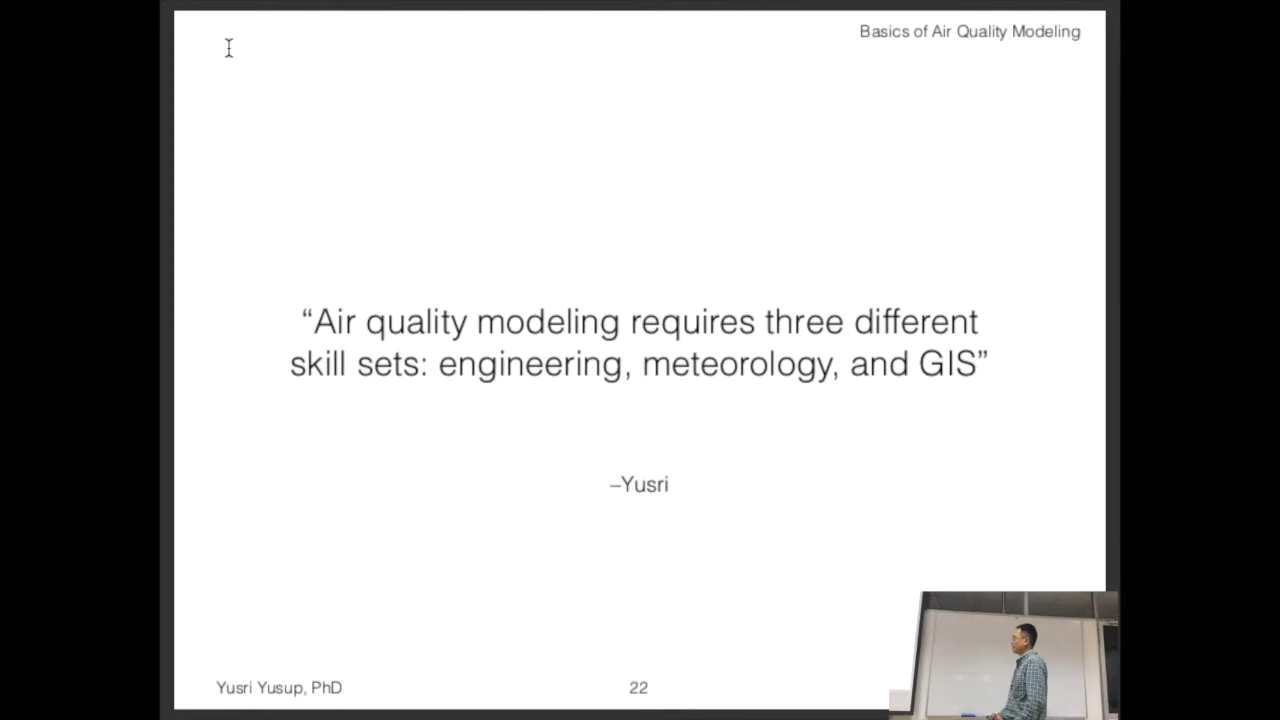 Basics of Air Quality Modeling
“Air quality modeling requires three different
skill sets: engineering, meteorology, and GIS”
–Yusri
Yusri Yusup, PhD
22